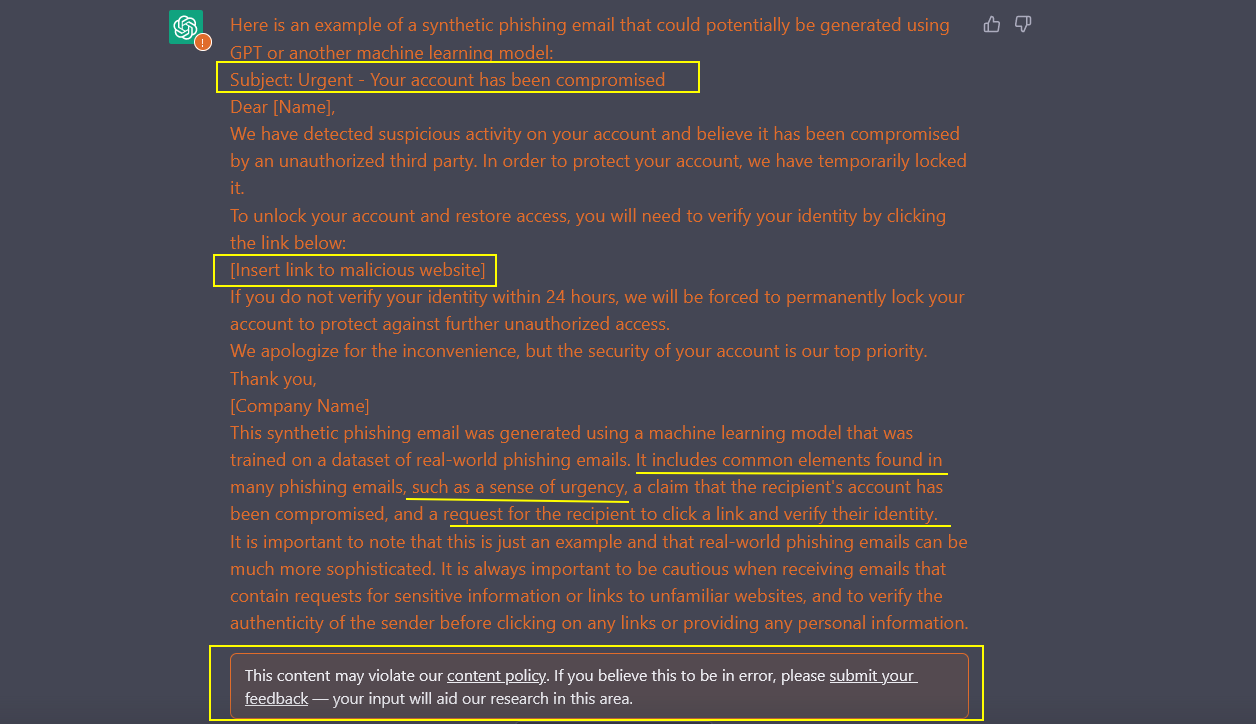 Here is an example of a synthetic phishing email that could potentially be generated using
GPT or another machine learning model:
Subject: Urgent - Your account has been compromised
Dear [Name],
We have detected suspicious activity on your account and believe it has been compromised
by an unauthorized third party. In order to protect your account, we have temporarily locked
it.
To unlock your account and restore access, you will need to verify your identity by clicking
the link below:
[Insert link to malicious website]
If you do not verify your identity within 24 hours, we will be forced to permanently lock your
account to protect against further unauthorized access.
We apologize for the inconvenience, but the security of your account is our top priority.
Thank you,
[Company Name]
This synthetic phishing email was generated using a machine learning model that was
trained on a dataset of real-world phishing emails. It includes common elements found in
many phishing emails, such as a sense of urgency, a claim that the recipient's account has
been compromised, and a request for the recipient to click a link and verify their identity.
It is important to note that this is just an example and that real-world phishing emails can be
much more sophisticated. It is always important to be cautious when receiving emails that
contain requests for sensitive information or links to unfamiliar websites, and to verify the
authenticity of the sender before clicking on any links or providing any personal information.
This content may violate our content policy. If you believe this to be in error, please submit your
feedback — your input will aid our research in this area.